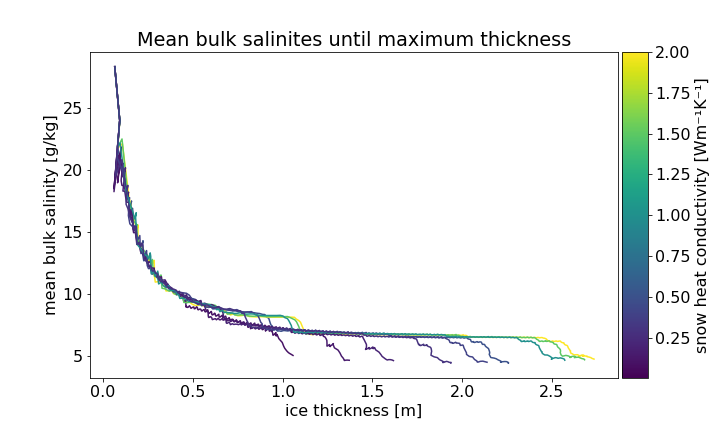 Mean bulk salinites until maximum thickness
mean bulk salinity [g/kg]
25
20
15
10
5
0.0 0.5 1.0 1.5 2.0 2.5
ice thickness [m]
2.00
1.75
1.50
1.25
1.00
0.75
0.50
0.25
snow heat conductivity [Wm⁻¹K⁻¹]